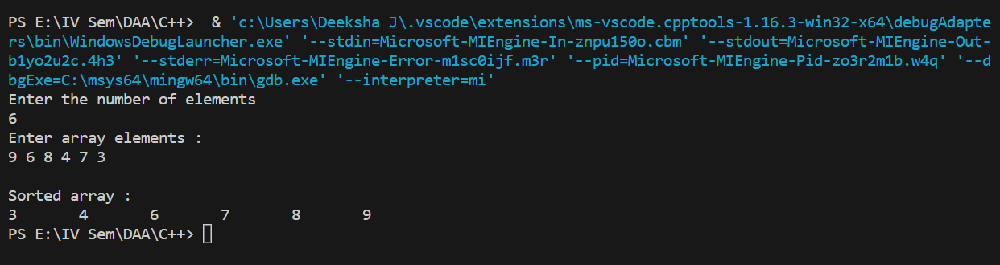 PS E:\IV Sem\DAA\C++>  & 'c:\Users\Deeksha J\.vscode\extensions\ms-vscode.cpptools-1.16.3-win32-x64\debugAdapte
rs\bin\WindowsDebugLauncher.exe' '--stdin=Microsoft-MIEngine-In-znpu150o.cbm' '--stdout=Microsoft-MIEngine-Out-
b1yo2u2c.4h3' '--stderr=Microsoft-MIEngine-Error-m1sc0ijf.m3r' '--pid=Microsoft-MIEngine-Pid-zo3r2m1b.w4q' '--d
bgExe=C:\msys64\mingw64\bin\gdb.exe' '--interpreter=mi'
Enter the number of elements
6
Enter array elements :
9 6 8 4 7 3
Sorted array :
3       4       6       7       8       9
PS E:\IV Sem\DAA\C++>